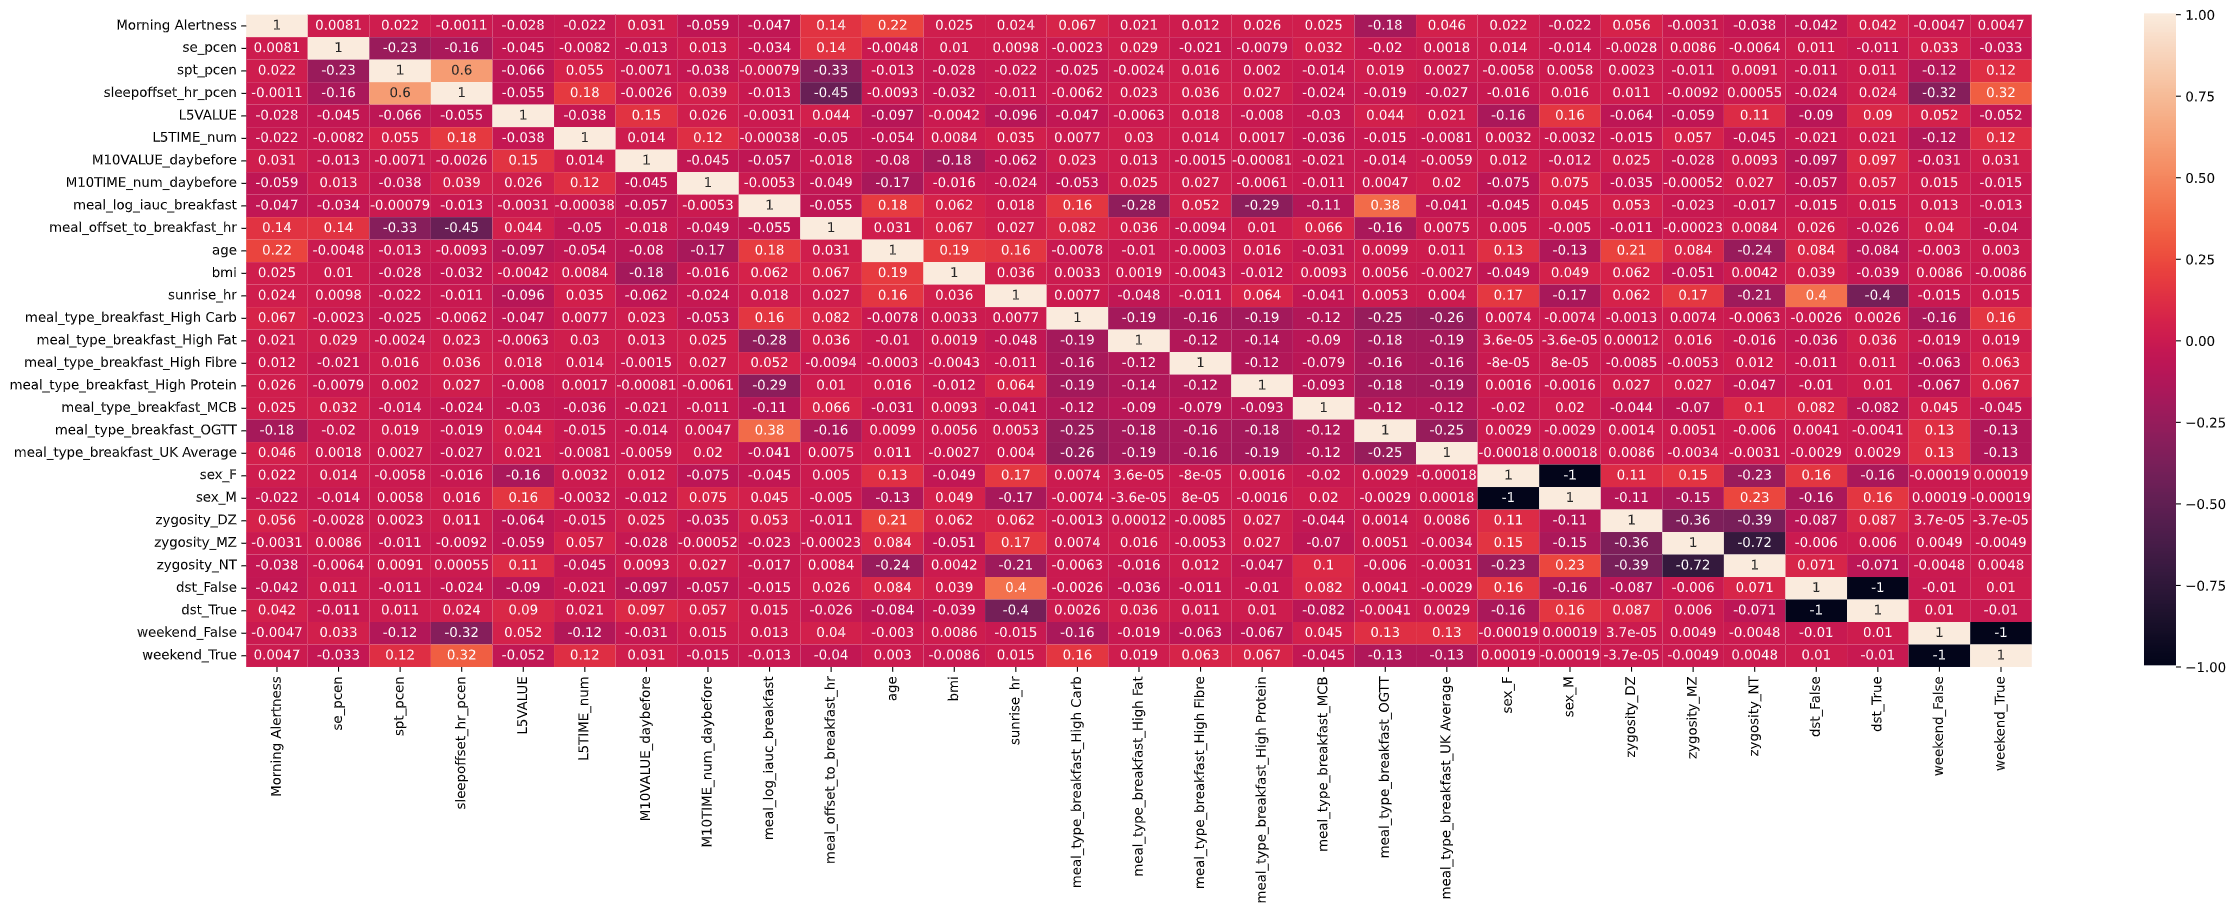 Morning Alertness 1 0.0081 0.022 -0.0011 -0.028 -0.022 0.031 -0.059 -0.047 0.14 0.22 0.025 0.024 0.067 0.021 0.012 0.026 0.025 -0.18 0.046 0.022 -0.022 0.056 -0.0031 -0.038 -0.042 0.042 -0.0047 0.0047
se_pcen 0.0081 1 -0.23 -0.16 -0.045 -0.0082 -0.013 0.013 -0.034 0.14 -0.0048 0.01 0.0098 -0.0023 0.029 -0.021 -0.0079 0.032 -0.02 0.0018 0.014 -0.014 -0.0028 0.0086 -0.0064 0.011 -0.011 0.033 -0.033
spt_pcen 0.022 -0.23 1 0.6 -0.066 0.055 -0.0071 -0.038 -0.00079 -0.33 -0.013 -0.028 -0.022 -0.025 -0.0024 0.016 0.002 -0.014 0.019 0.0027 -0.0058 0.0058 0.0023 -0.011 0.0091 -0.011 0.011 -0.12 0.12
sleepoffset_hr_pcen -0.0011 -0.16 0.6 1 -0.055 0.18 -0.0026 0.039 -0.013 -0.45 -0.0093 -0.032 -0.011 -0.0062 0.023 0.036 0.027 -0.024 -0.019 -0.027 -0.016 0.016 0.011 -0.0092 0.00055 -0.024 0.024 -0.32 0.32
L5VALUE -0.028 -0.045 -0.066 -0.055 1 -0.038 0.15 0.026 -0.0031 0.044 -0.097 -0.0042 -0.096 -0.047 -0.0063 0.018 -0.008 -0.03 0.044 0.021 -0.16 0.16 -0.064 -0.059 0.11 -0.09 0.09 0.052 -0.052
L5TIME_num -0.022 -0.0082 0.055 0.18 -0.038 1 0.014 0.12 -0.00038 -0.05 -0.054 0.0084 0.035 0.0077 0.03 0.014 0.0017 -0.036 -0.015 -0.0081 0.0032 -0.0032 -0.015 0.057 -0.045 -0.021 0.021 -0.12 0.12
M10VALUE_daybefore 0.031 -0.013 -0.0071 -0.0026 0.15 0.014 1 -0.045 -0.057 -0.018 -0.08 -0.18 -0.062 0.023 0.013 -0.0015 -0.00081 -0.021 -0.014 -0.0059 0.012 -0.012 0.025 -0.028 0.0093 -0.097 0.097 -0.031 0.031
M10TIME_num_daybefore -0.059 0.013 -0.038 0.039 0.026 0.12 -0.045 1 -0.0053 -0.049 -0.17 -0.016 -0.024 -0.053 0.025 0.027 -0.0061 -0.011 0.0047 0.02 -0.075 0.075 -0.035 -0.00052 0.027 -0.057 0.057 0.015 -0.015
meal_log_iauc_breakfast -0.047 -0.034 -0.00079 -0.013 -0.0031 -0.00038 -0.057 -0.0053 1 -0.055 0.18 0.062 0.018 0.16 -0.28 0.052 -0.29 -0.11 0.38 -0.041 -0.045 0.045 0.053 -0.023 -0.017 -0.015 0.015 0.013 -0.013
meal_offset_to_breakfast_hr 0.14 0.14 -0.33 -0.45 0.044 -0.05 -0.018 -0.049 -0.055 1 0.031 0.067 0.027 0.082 0.036 -0.0094 0.01 0.066 -0.16 0.0075 0.005 -0.005 -0.011 -0.00023 0.0084 0.026 -0.026 0.04 -0.04
age 0.22 -0.0048 -0.013 -0.0093 -0.097 -0.054 -0.08 -0.17 0.18 0.031 1 0.19 0.16 -0.0078 -0.01 -0.0003 0.016 -0.031 0.0099 0.011 0.13 -0.13 0.21 0.084 -0.24 0.084 -0.084 -0.003 0.003
bmi 0.025 0.01 -0.028 -0.032 -0.0042 0.0084 -0.18 -0.016 0.062 0.067 0.19 1 0.036 0.0033 0.0019 -0.0043 -0.012 0.0093 0.0056 -0.0027 -0.049 0.049 0.062 -0.051 0.0042 0.039 -0.039 0.0086 -0.0086
sunrise_hr 0.024 0.0098 -0.022 -0.011 -0.096 0.035 -0.062 -0.024 0.018 0.027 0.16 0.036 1 0.0077 -0.048 -0.011 0.064 -0.041 0.0053 0.004 0.17 -0.17 0.062 0.17 -0.21 0.4 -0.4 -0.015 0.015
meal_type_breakfast_High Carb 0.067 -0.0023 -0.025 -0.0062 -0.047 0.0077 0.023 -0.053 0.16 0.082 -0.0078 0.0033 0.0077 1 -0.19 -0.16 -0.19 -0.12 -0.25 -0.26 0.0074 -0.0074 -0.0013 0.0074 -0.0063 -0.0026 0.0026 -0.16 0.16
meal_type_breakfast_High Fat 0.021 0.029 -0.0024 0.023 -0.0063 0.03 0.013 0.025 -0.28 0.036 -0.01 0.0019 -0.048 -0.19 1 -0.12 -0.14 -0.09 -0.18 -0.19 3.6e-05 -3.6e-05 0.00012 0.016 -0.016 -0.036 0.036 -0.019 0.019
meal_type_breakfast_High Fibre 0.012 -0.021 0.016 0.036 0.018 0.014 -0.0015 0.027 0.052 -0.0094 -0.0003 -0.0043 -0.011 -0.16 -0.12 1 -0.12 -0.079 -0.16 -0.16 -8e-05 8e-05 -0.0085 -0.0053 0.012 -0.011 0.011 -0.063 0.063
meal_type_breakfast_High Protein 0.026 -0.0079 0.002 0.027 -0.008 0.0017 -0.00081 -0.0061 -0.29 0.01 0.016 -0.012 0.064 -0.19 -0.14 -0.12 1 -0.093 -0.18 -0.19 0.0016 -0.0016 0.027 0.027 -0.047 -0.01 0.01 -0.067 0.067
meal_type_breakfast_MCB 0.025 0.032 -0.014 -0.024 -0.03 -0.036 -0.021 -0.011 -0.11 0.066 -0.031 0.0093 -0.041 -0.12 -0.09 -0.079 -0.093 1 -0.12 -0.12 -0.02 0.02 -0.044 -0.07 0.1 0.082 -0.082 0.045 -0.045
meal_type_breakfast_OGTT -0.18 -0.02 0.019 -0.019 0.044 -0.015 -0.014 0.0047 0.38 -0.16 0.0099 0.0056 0.0053 -0.25 -0.18 -0.16 -0.18 -0.12 1 -0.25 0.0029 -0.0029 0.0014 0.0051 -0.006 0.0041 -0.0041 0.13 -0.13
meal_type_breakfast_UK Average 0.046 0.0018 0.0027 -0.027 0.021 -0.0081 -0.0059 0.02 -0.041 0.0075 0.011 -0.0027 0.004 -0.26 -0.19 -0.16 -0.19 -0.12 -0.25 1 -0.00018 0.00018 0.0086 -0.0034 -0.0031 -0.0029 0.0029 0.13 -0.13
sex_F 0.022 0.014 -0.0058 -0.016 -0.16 0.0032 0.012 -0.075 -0.045 0.005 0.13 -0.049 0.17 0.0074 3.6e-05 -8e-05 0.0016 -0.02 0.0029 -0.00018 1 -1 0.11 0.15 -0.23 0.16 -0.16 -0.00019 0.00019
sex_M -0.022 -0.014 0.0058 0.016 0.16 -0.0032 -0.012 0.075 0.045 -0.005 -0.13 0.049 -0.17 -0.0074 -3.6e-05 8e-05 -0.0016 0.02 -0.0029 0.00018 -1 1 -0.11 -0.15 0.23 -0.16 0.16 0.00019 -0.00019
zygosity_DZ 0.056 -0.0028 0.0023 0.011 -0.064 -0.015 0.025 -0.035 0.053 -0.011 0.21 0.062 0.062 -0.0013 0.00012 -0.0085 0.027 -0.044 0.0014 0.0086 0.11 -0.11 1 -0.36 -0.39 -0.087 0.087 3.7e-05 -3.7e-05
zygosity_MZ -0.0031 0.0086 -0.011 -0.0092 -0.059 0.057 -0.028 -0.00052 -0.023 -0.00023 0.084 -0.051 0.17 0.0074 0.016 -0.0053 0.027 -0.07 0.0051 -0.0034 0.15 -0.15 -0.36 1 -0.72 -0.006 0.006 0.0049 -0.0049
zygosity_NT -0.038 -0.0064 0.0091 0.00055 0.11 -0.045 0.0093 0.027 -0.017 0.0084 -0.24 0.0042 -0.21 -0.0063 -0.016 0.012 -0.047 0.1 -0.006 -0.0031 -0.23 0.23 -0.39 -0.72 1 0.071 -0.071 -0.0048 0.0048
dst_False -0.042 0.011 -0.011 -0.024 -0.09 -0.021 -0.097 -0.057 -0.015 0.026 0.084 0.039 0.4 -0.0026 -0.036 -0.011 -0.01 0.082 0.0041 -0.0029 0.16 -0.16 -0.087 -0.006 0.071 1 -1 -0.01 0.01
dst_True 0.042 -0.011 0.011 0.024 0.09 0.021 0.097 0.057 0.015 -0.026 -0.084 -0.039 -0.4 0.0026 0.036 0.011 0.01 -0.082 -0.0041 0.0029 -0.16 0.16 0.087 0.006 -0.071 -1 1 0.01 -0.01
weekend_False -0.0047 0.033 -0.12 -0.32 0.052 -0.12 -0.031 0.015 0.013 0.04 -0.003 0.0086 -0.015 -0.16 -0.019 -0.063 -0.067 0.045 0.13 0.13 -0.00019 0.00019 3.7e-05 0.0049 -0.0048 -0.01 0.01 1 -1
weekend_True 0.0047 -0.033 0.12 0.32 -0.052 0.12 0.031 -0.015 -0.013 -0.04 0.003 -0.0086 0.015 0.16 0.019 0.063 0.067 -0.045 -0.13 -0.13 0.00019 -0.00019 -3.7e-05 -0.0049 0.0048 0.01 -0.01 -1 1
Morning Alertness
se_pcen
spt_pcen
sleepoffset_hr_pcen
L5VALUE
L5TIME_num
M10VALUE_daybefore
M10TIME_num_daybefore
meal_log_iauc_breakfast
meal_offset_to_breakfast_hr
age
bmi
sunrise_hr
meal_type_breakfast_High Carb
meal_type_breakfast_High Fat
meal_type_breakfast_High Fibre
meal_type_breakfast_High Protein
meal_type_breakfast_MCB
meal_type_breakfast_OGTT
meal_type_breakfast_UK Average
sex_F
sex_M
zygosity_DZ
zygosity_MZ
zygosity_NT
dst_False
dst_True
weekend_False
weekend_True
1.00
0.75
0.50
0.25
0.00
−0.25
−0.50
−0.75
−1.00